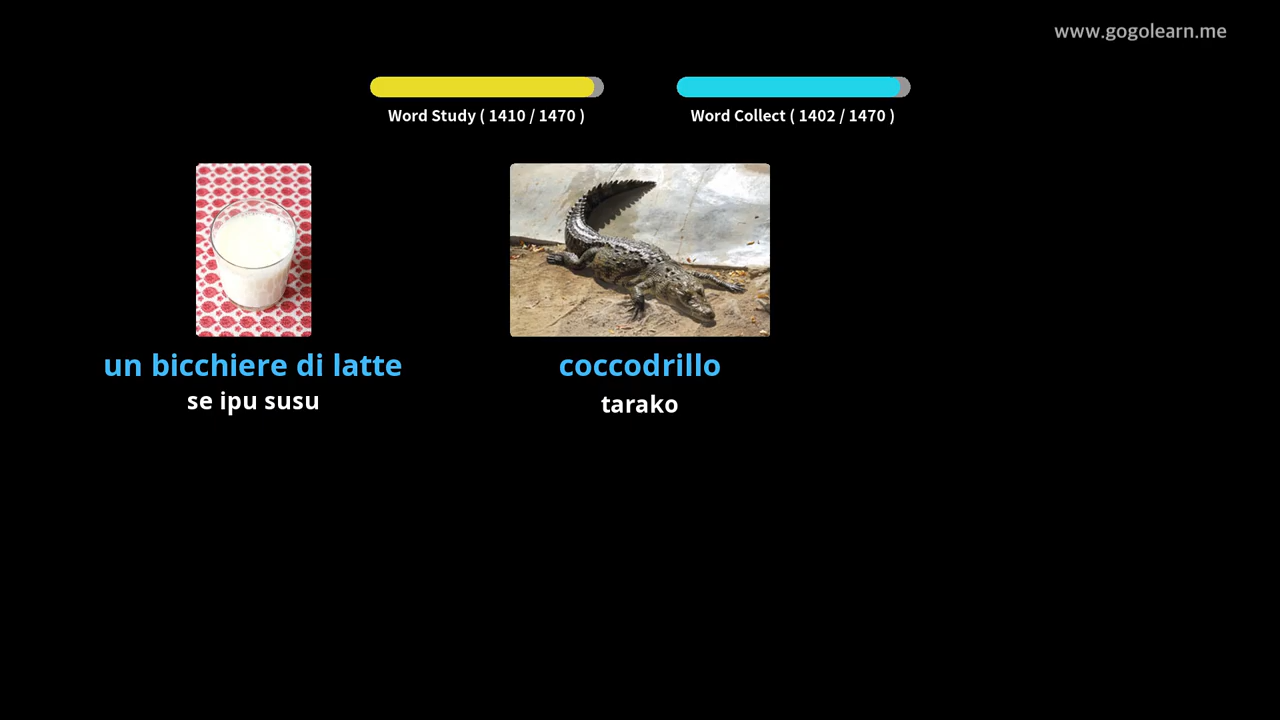 www.gogolearn.me
Word Study ( 1410 / 1470 )
Word Collect ( 1402 / 1470 )
un bicchiere di latte
se ipu susu
coccodrillo
tarako